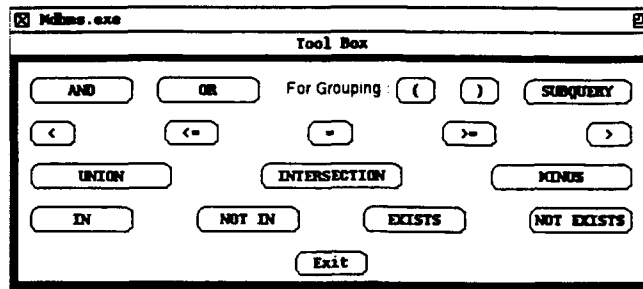 Mdbms.exe
Tool Box
AND OR For Grouping : ( ) SUBQUERY
< <= = >= >
UNION INTERSECTION MINUS
IN NOT IN EXISTS NOT EXISTS
Exit